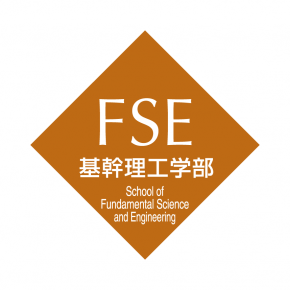 FSE
基幹理工学部
School of
Fundamental Science
and Engineering